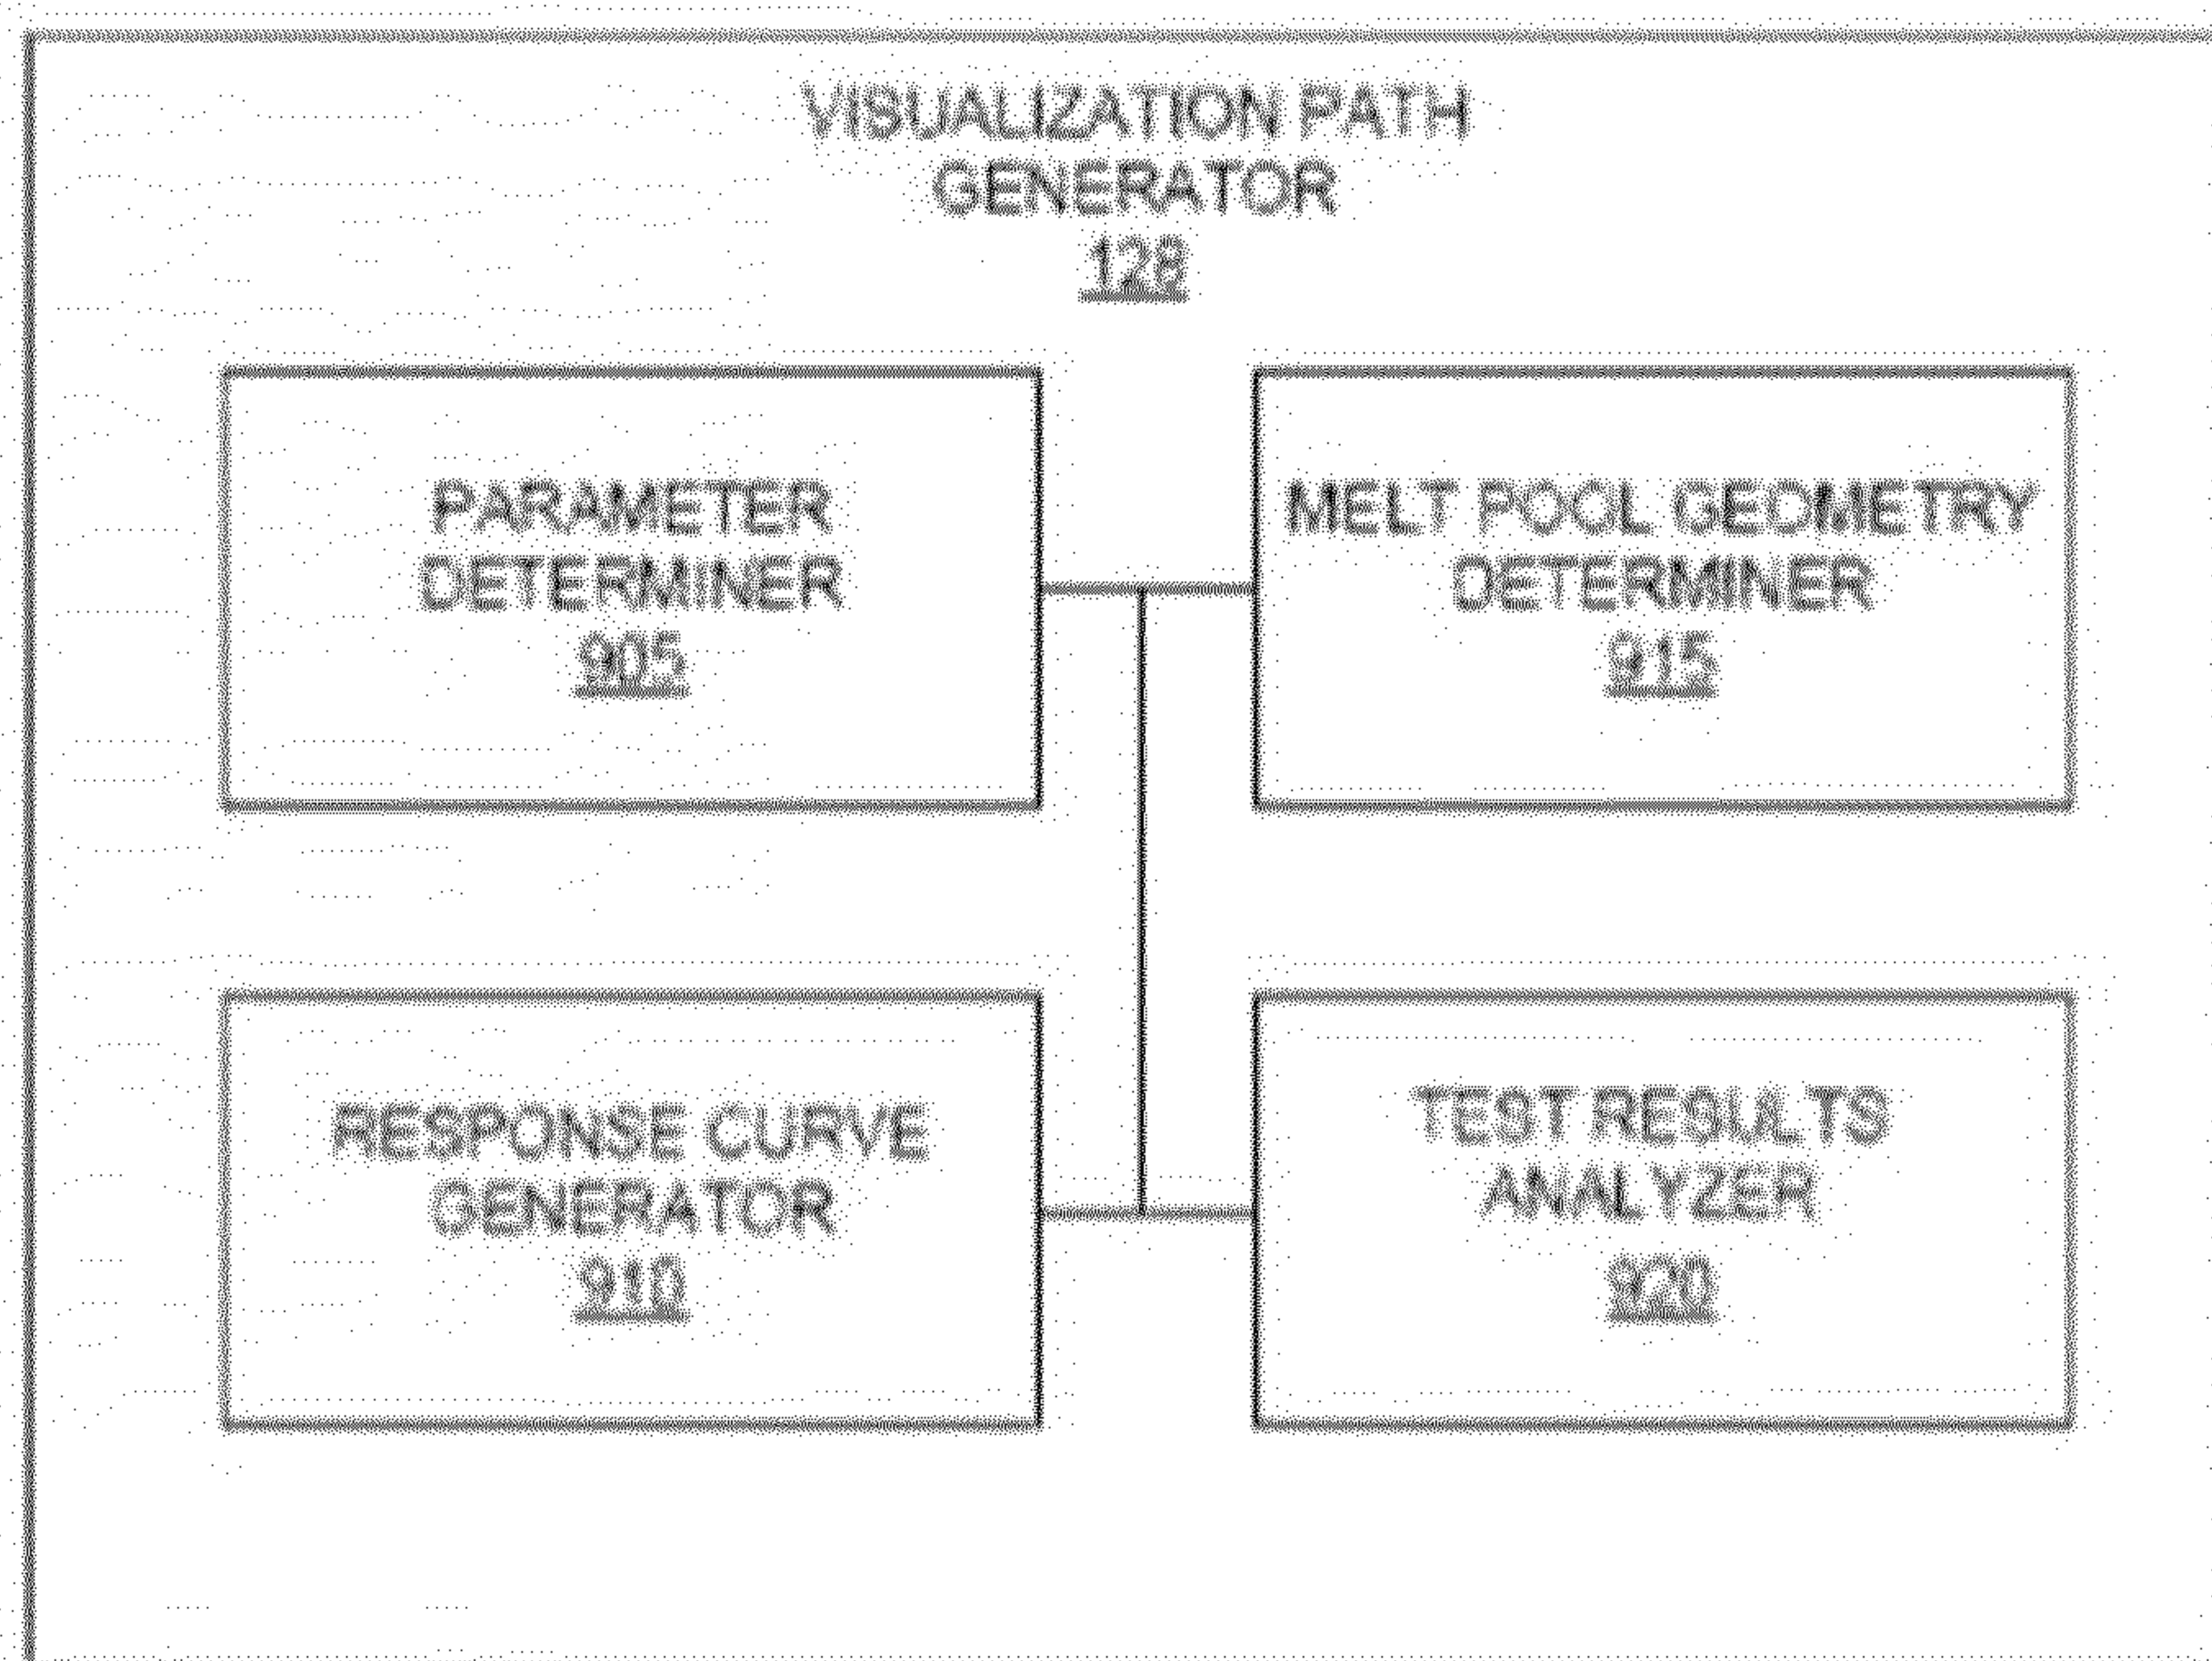 VISUALIZATION PATH
GENERATOR
128
PARAMETER
DETERMINER
905
MELT POOL GEOMETRY
DETERMINER
915
RESPONSE CURVE
GENERATOR
910
TEST RESULTS
ANALYZER
920